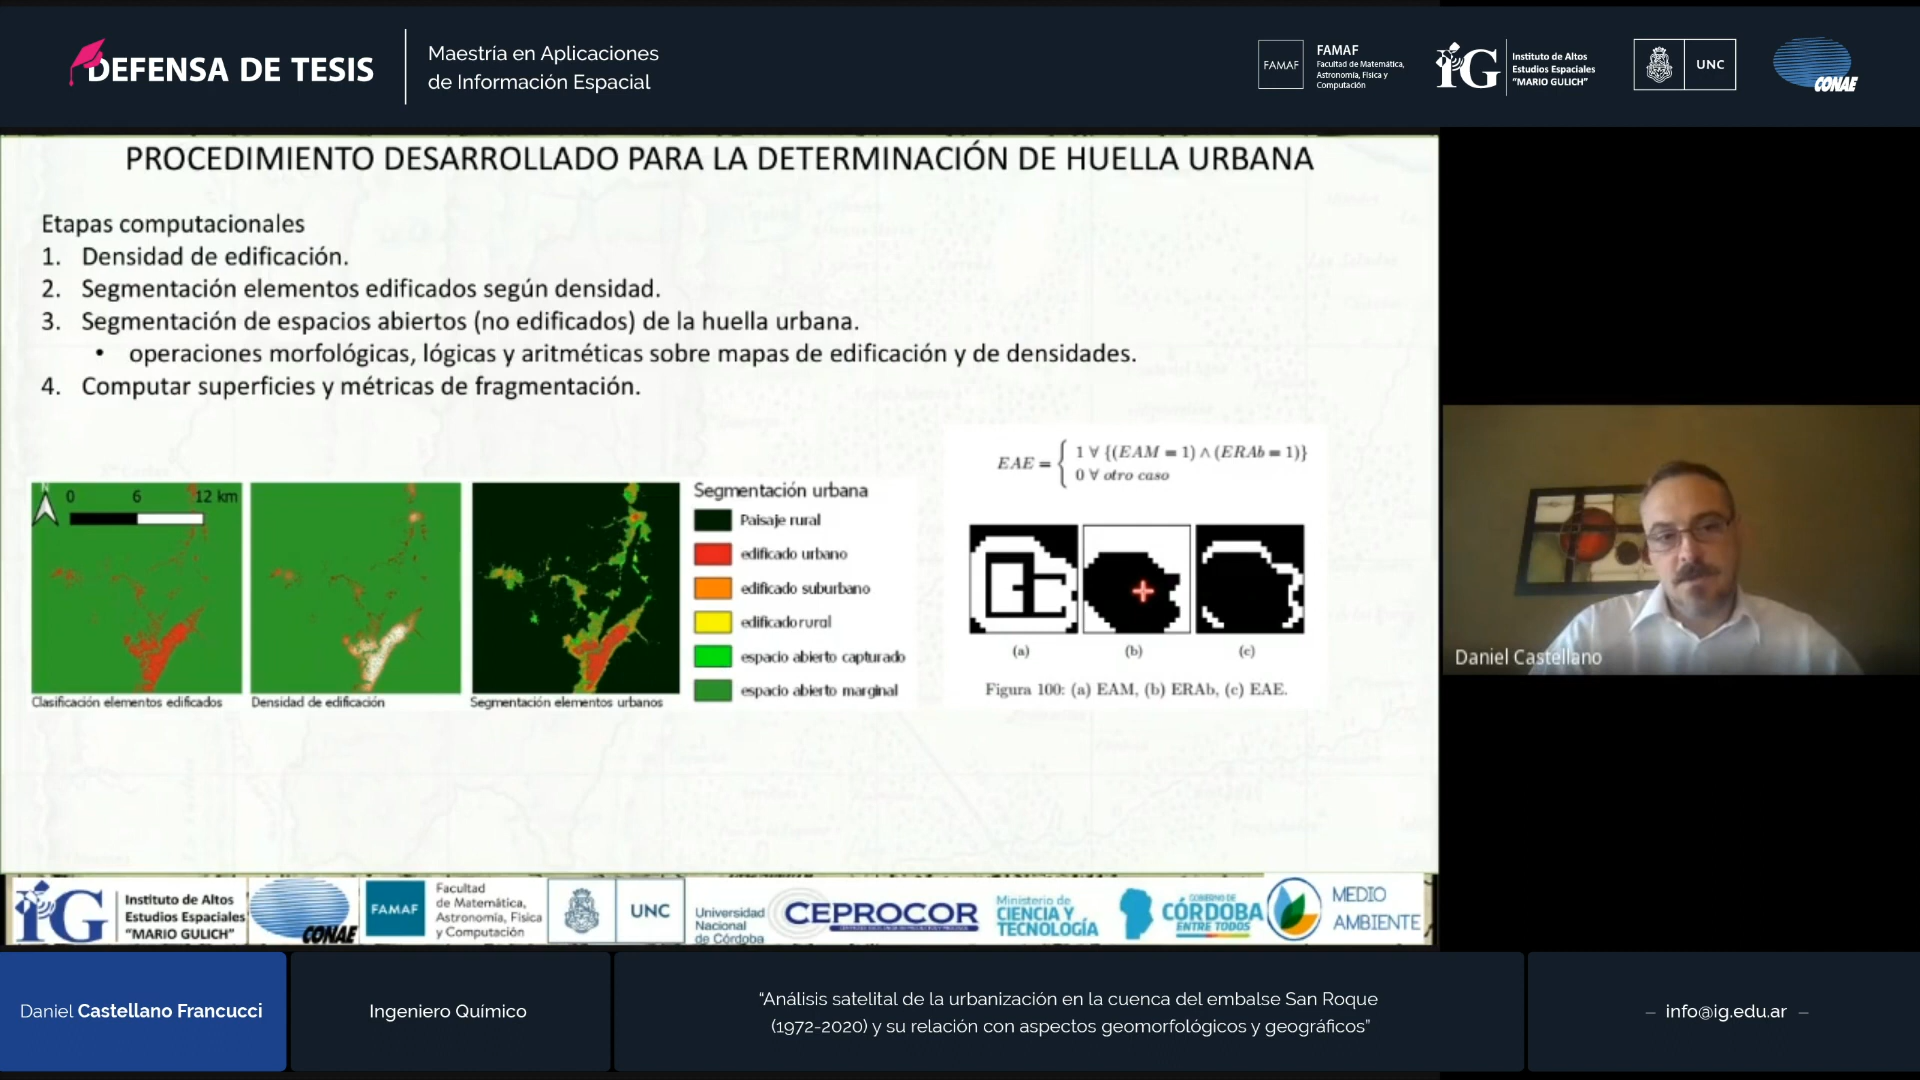 DEFENSA DE TESIS
Maestría en Aplicaciones
de Información Espacial
FAMAF
FAMAF
Facultad de Matemática,
Astronomía, Física y
Computación
IG
Instituto de Altos
Estudios Espaciales
"MARIO GULICH"
UNC
CONAE
PROCEDIMIENTO DESARROLLADO PARA LA DETERMINACIÓN DE HUELLA URBANA
Etapas computacionales
1. Densidad de edificación.
2. Segmentación elementos edificados según densidad.
3. Segmentación de espacios abiertos (no edificados) de la huella urbana.
• operaciones morfológicas, lógicas y aritméticas sobre mapas de edificación y de densidades.
4. Computar superficies y métricas de fragmentación.
N
0 6 12 km
Clasificación elementos edificados
Densidad de edificación
Segmentación elementos urbanos
Segmentación urbana
Paisaje rural
edificado urbano
edificado suburbano
edificado rural
espacio abierto capturado
espacio abierto marginal
EAE = { 1 ∀ {(EAM = 1) ∧ (ERAb = 1)}
0 ∀ otro caso
(a) (b) (c)
Figura 100: (a) EAM, (b) ERAb, (c) EAE.
Daniel Castellano
IG
Instituto de Altos
Estudios Espaciales
"MARIO GULICH"
CONAE
FAMAF
Facultad
de Matemática,
Astronomía, Física
y Computación
UNC
Universidad
Nacional
de Córdoba
CEPROCOR
Ministerio de
CIENCIA Y
TECNOLOGÍA
GOBIERNO DE
CÓRDOBA
ENTRE TODOS
MEDIO
AMBIENTE
Daniel Castellano Francucci
Ingeniero Químico
"Análisis satelital de la urbanización en la cuenca del embalse San Roque
(1972-2020) y su relación con aspectos geomorfológicos y geográficos"
– info@ig.edu.ar –